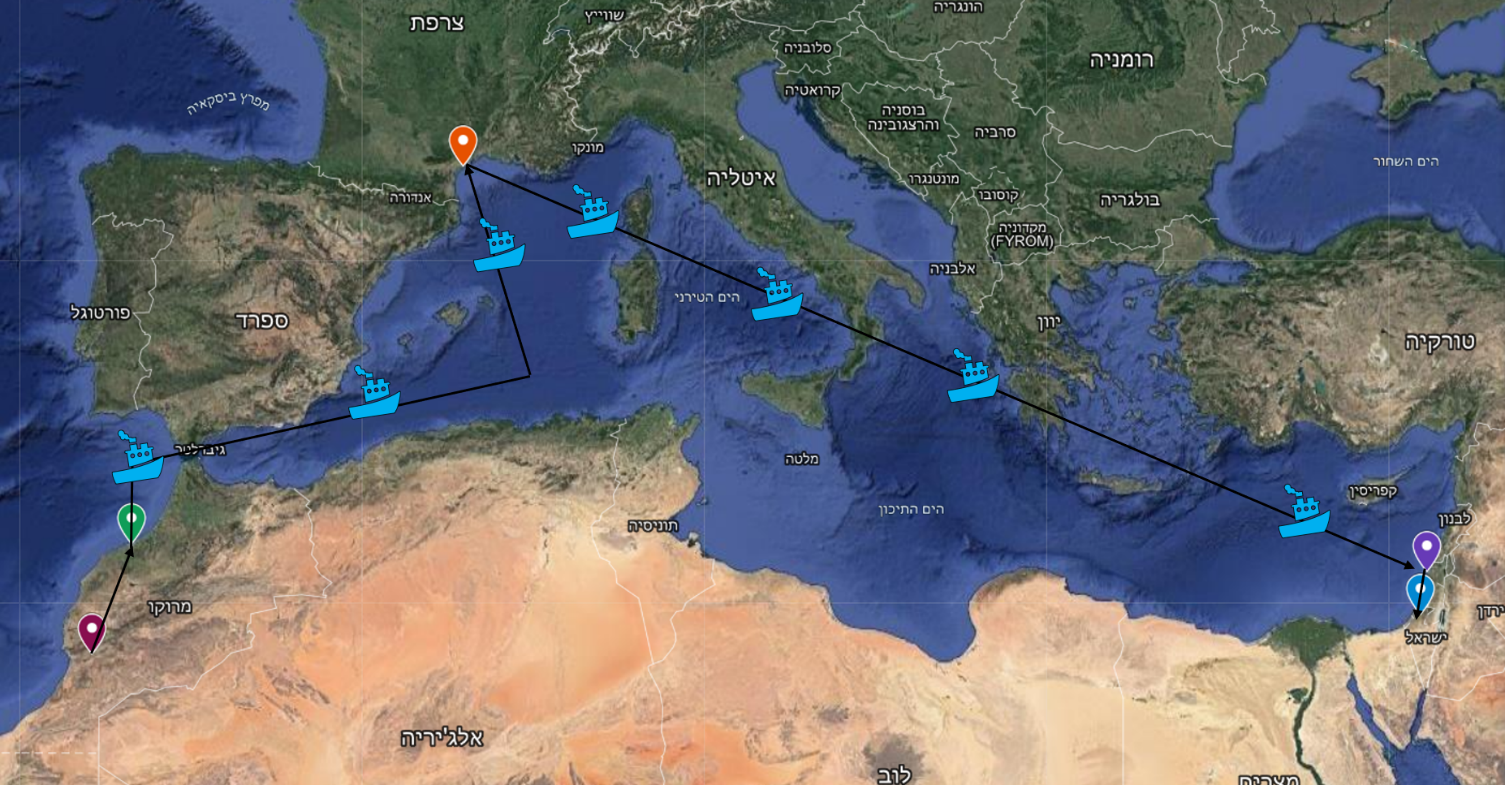 צרפת
שווייץ
הונגריה
סלובניה
רומניה
קרואטיה
מפרץ ביסקאיה
בוסניה
והרצגובינה
סרביה
מונקו
הים השחור
איטליה
מונטנגרו
אנדורה
קוסובו
בולגריה
מקדוניה
(FYROM)
אלבניה
הים הטירני
פורטוגל
ספרד
יוון
טורקיה
גיברלטר
מלטה
קפריסין
הים התיכון
לבנון
תוניסיה
מרוקו
ירדן
ישראל
אלג'יריה
לוב
מצרים